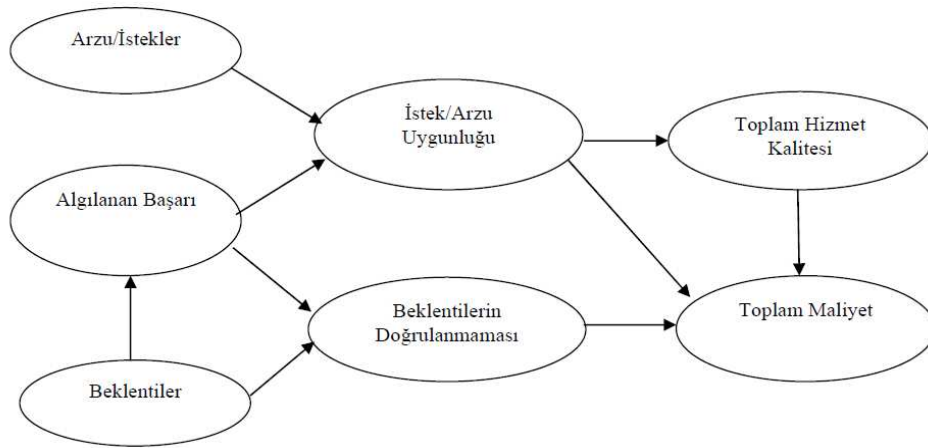 Arzu/İstekler
İstek/Arzu
Uygunluğu
Toplam Hizmet
Kalitesi
Algılanan Başarı
Beklentilerin
Doğrulanmaması
Toplam Maliyet
Beklentiler